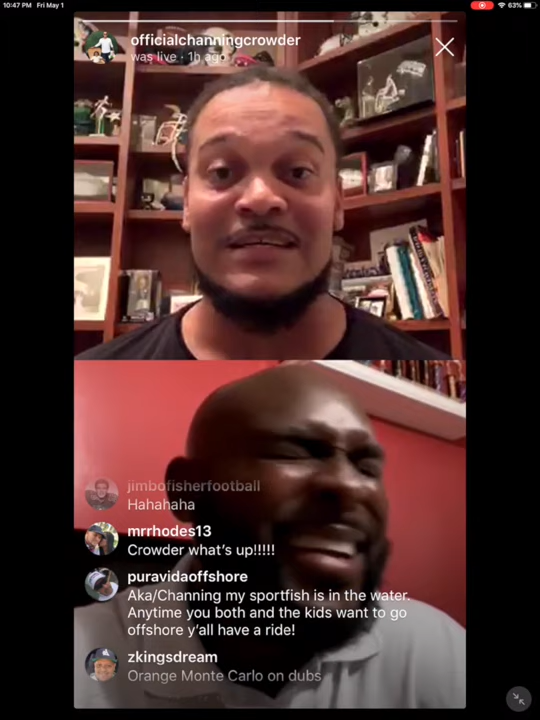 10:47 PM Fri May 1
63%
officialchanningcrowder
was live · 1h ago
jimbofisherfootball
Hahahaha
mrrhodes13
Crowder what's up!!!!!
puravidaoffshore
Aka/Channing my sportfish is in the water.
Anytime you both and the kids want to go
offshore y'all have a ride!
zkingsdream
Orange Monte Carlo on dubs